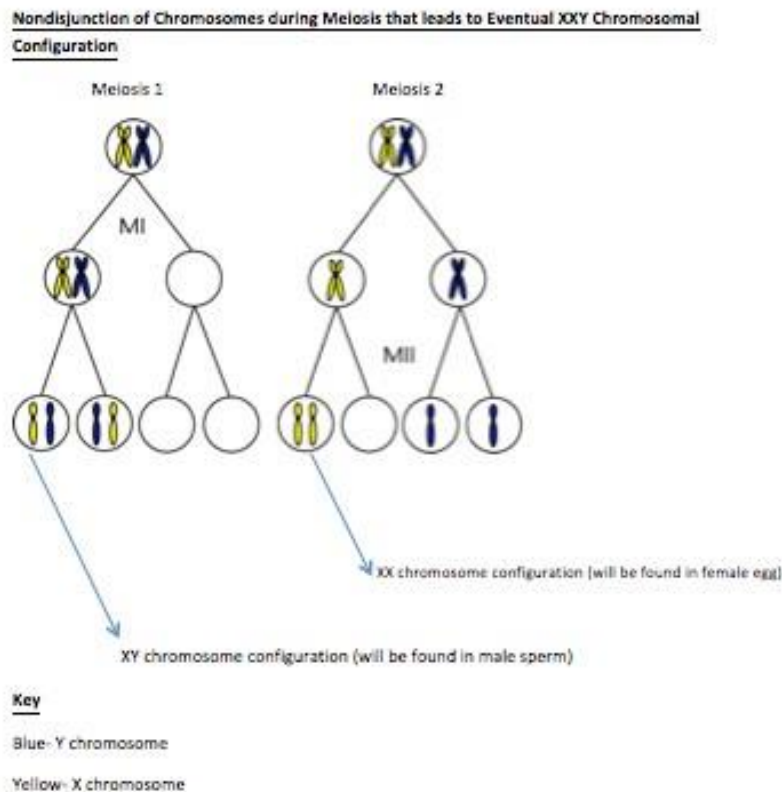 Nondisjunction of Chromosomes during Meiosis that leads to Eventual XXY Chromosomal
Configuration
Meiosis 1
Meiosis 2
MI
MII
XX chromosome configuration (will be found in female egg)
XY chromosome configuration (will be found in male sperm)
Key
Blue- Y chromosome
Yellow- X chromosome